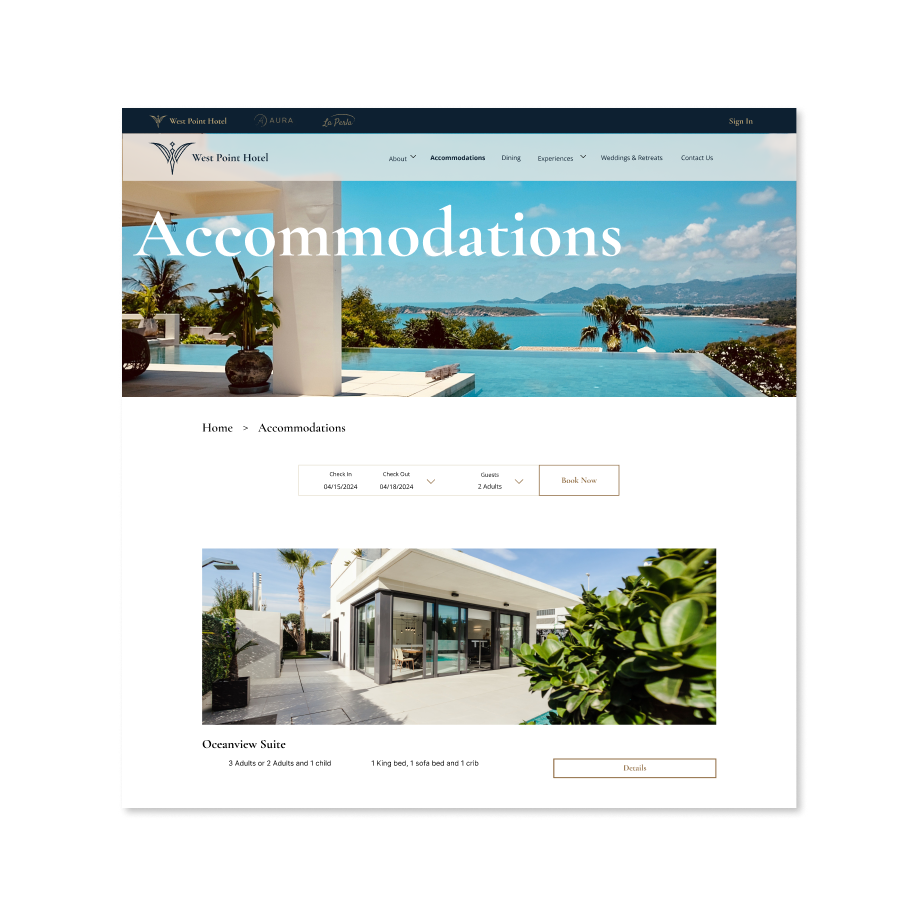 West Point Hotel AURA La Perla Sign In
West Point Hotel About Accommodations Dining Experiences Weddings & Retreats Contact Us
Accommodations
Home > Accommodations
Check In Check Out Guests
04/15/2024 04/18/2024 2 Adults Book Now
Oceanview Suite
3 Adults or 2 Adults and 1 child 1 King bed, 1 sofa bed and 1 crib Details